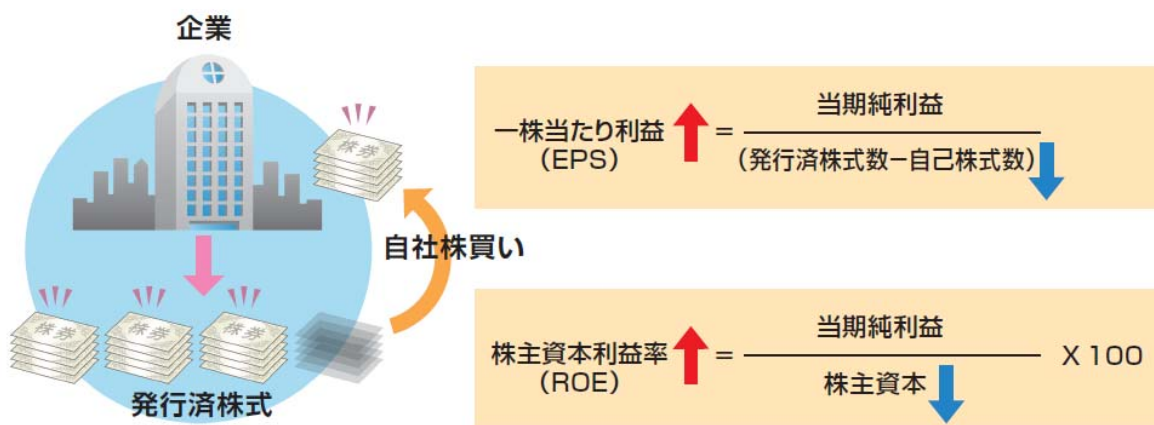 企業
株券
自社株買い
株券
株券
株券
発行済株式
一株当たり利益
(EPS)
=
当期純利益
(発行済株式数−自己株式数)
株主資本利益率
(ROE)
=
当期純利益
株主資本
X 100